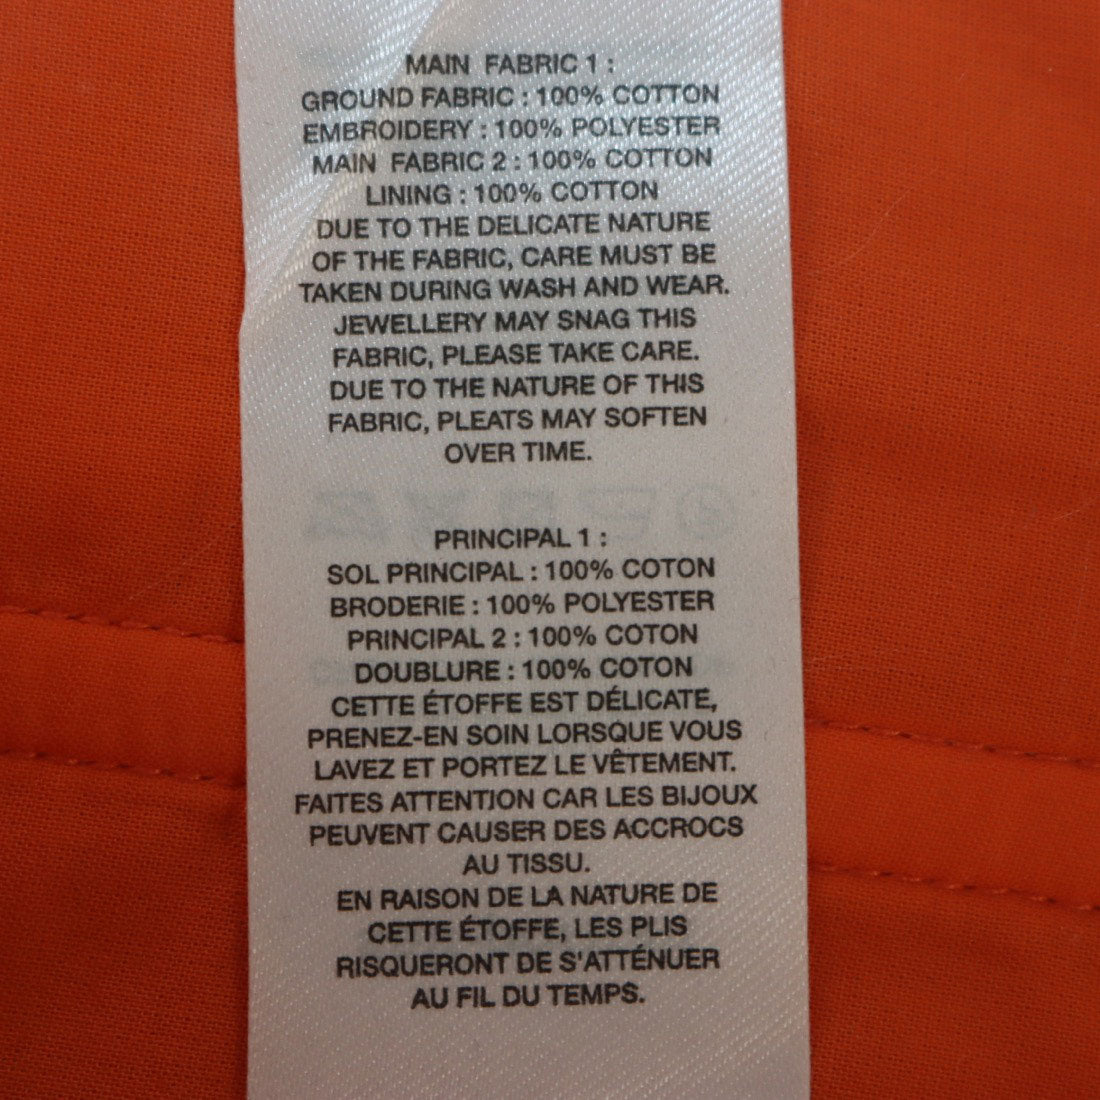 MAIN FABRIC 1 :
GROUND FABRIC : 100% COTTON
EMBROIDERY : 100% POLYESTER
MAIN FABRIC 2 : 100% COTTON
LINING : 100% COTTON
DUE TO THE DELICATE NATURE
OF THE FABRIC, CARE MUST BE
TAKEN DURING WASH AND WEAR.
JEWELLERY MAY SNAG THIS
FABRIC, PLEASE TAKE CARE.
DUE TO THE NATURE OF THIS
FABRIC, PLEATS MAY SOFTEN
OVER TIME.
PRINCIPAL 1 :
SOL PRINCIPAL : 100% COTON
BRODERIE : 100% POLYESTER
PRINCIPAL 2 : 100% COTON
DOUBLURE : 100% COTON
CETTE ÉTOFFE EST DÉLICATE,
PRENEZ-EN SOIN LORSQUE VOUS
LAVEZ ET PORTEZ LE VÊTEMENT.
FAITES ATTENTION CAR LES BIJOUX
PEUVENT CAUSER DES ACCROCS
AU TISSU.
EN RAISON DE LA NATURE DE
CETTE ÉTOFFE, LES PLIS
RISQUERONT DE S'ATTÉNUER
AU FIL DU TEMPS.